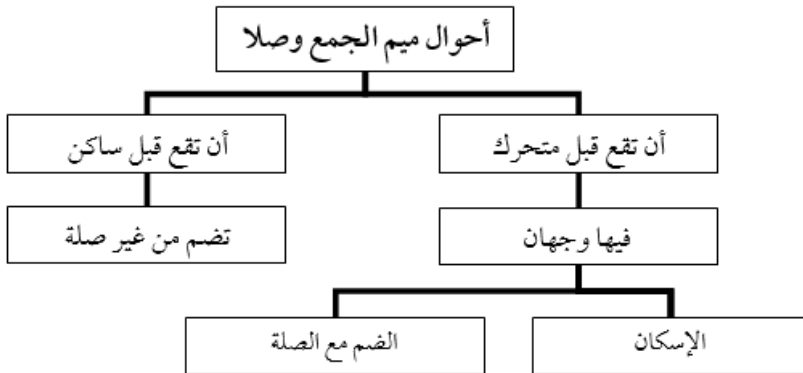 أحوال ميم الجمع وصلا
أن تقع قبل متحرك
أن تقع قبل ساكن
فيها وجهان
تضم من غير صلة
الإسكان
الضم مع الصلة